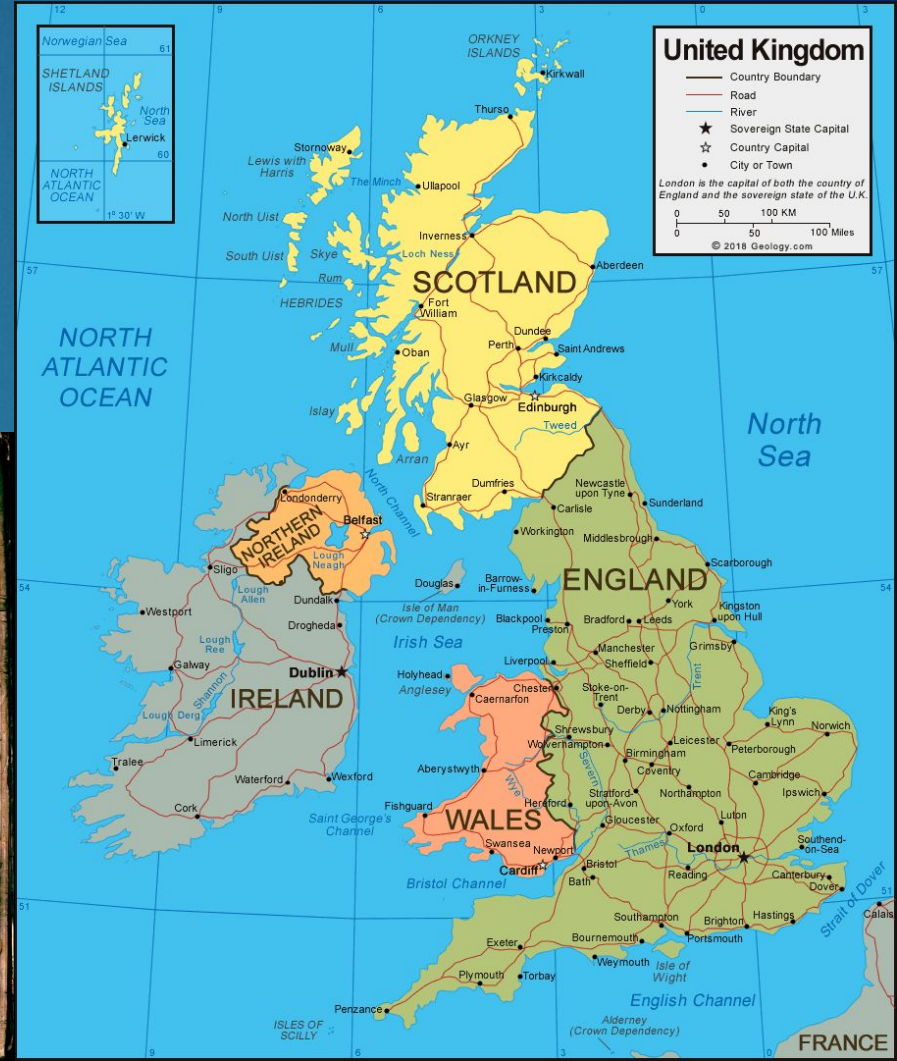 12
9
6
3
0
3
Norwegian Sea
61
SHETLAND
ISLANDS
North
Sea
Lerwick
60
NORTH
ATLANTIC
OCEAN
1° 30' W
United Kingdom
Country Boundary
Road
River
Sovereign State Capital
Country Capital
City or Town
London is the capital of both the country of
England and the sovereign state of the U.K.
0 50 100 KM
0 50 100 Miles
© 2018 Geology.com
ORKNEY
ISLANDS
Kirkwall
Thurso
Stornoway
Lewis with
Harris
The Minch
Ullapool
North Uist
South Uist
Skye
Inverness
Loch Ness
57
57
Rum
Aberdeen
SCOTLAND
HEBRIDES
Fort
William
NORTH
ATLANTIC
OCEAN
Mull
Oban
Dundee
Perth
Saint Andrews
Kirkcaldy
Glasgow
Edinburgh
Islay
Tweed
North
Sea
Arran
Ayr
North Channel
Londonderry
Dumfries
Stranraer
Newcastle
upon Tyne
Sunderland
Carlisle
Belfast
NORTHERN
IRELAND
Workington
Middlesbrough
Lough
Neagh
Sligo
Scarborough
54
54
Lough
Allen
Douglas
Barrow-
in-Furness
ENGLAND
Dundalk
Isle of Man
(Crown Dependency)
York
Westport
Drogheda
Blackpool
Preston
Bradford
Leeds
Kingston
upon Hull
Irish Sea
Lough
Ree
Grimsby
Manchester
Galway
Dublin
Liverpool
Sheffield
Holyhead
Anglesey
Trent
Shannon
IRELAND
Caernarfon
Chester
Stoke-on-
Trent
Lough Derg
Derby
Nottingham
King's
Lynn
Norwich
Limerick
Shrewsbury
Wolverhampton
Leicester
Peterborough
Tralee
Birmingham
Aberystwyth
Coventry
Cambridge
Waterford
Wexford
Wye
Severn
Stratford-
upon-Avon
Northampton
Ipswich
Cork
Fishguard
Hereford
Saint George's
Channel
WALES
Gloucester
Luton
Oxford
Swansea
Newport
Thames
London
Southend-
on-Sea
Cardiff
Bristol
Reading
Canterbury
Bath
Dover
Bristol Channel
Strait of Dover
51
51
Southampton
Brighton
Hastings
Calais
Exeter
Bournemouth
Portsmouth
Weymouth
Isle of
Wight
Plymouth
Torbay
English Channel
Penzance
ISLES OF
SCILLY
Alderney
(Crown Dependency)
FRANCE
9
6
3
0